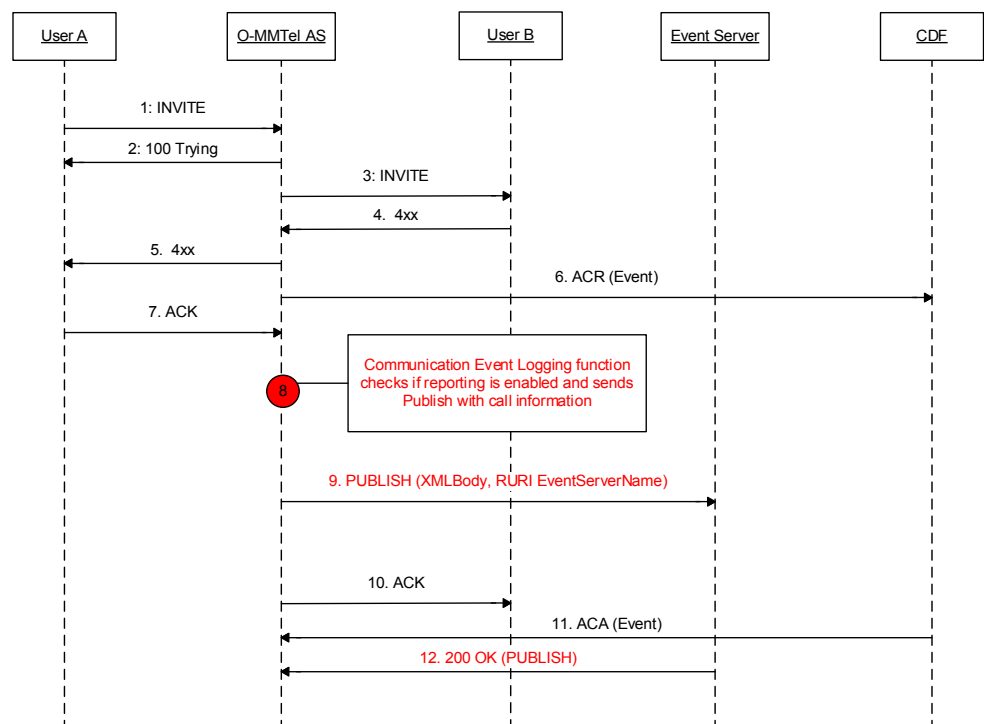 User A
O-MMTel AS
User B
Event Server
CDF
1: INVITE
2: 100 Trying
3: INVITE
4.  4xx
5.  4xx
6. ACR (Event)
7. ACK
Communication Event Logging function
checks if reporting is enabled and sends
Publish with call information
8
9. PUBLISH (XMLBody, RURI EventServerName)
10. ACK
11. ACA (Event)
12. 200 OK (PUBLISH)